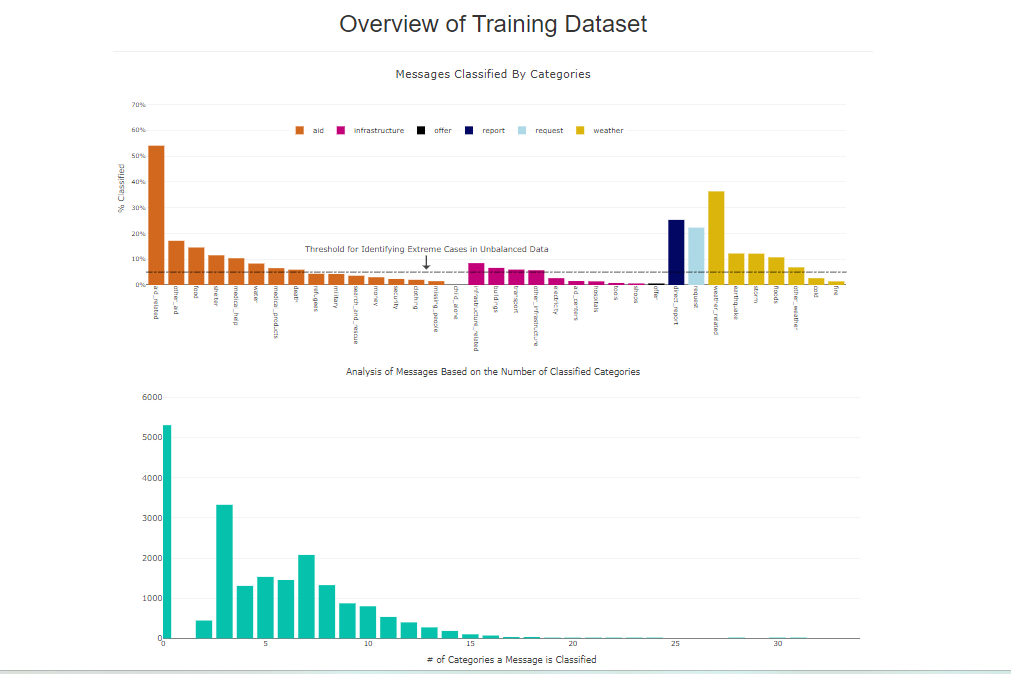 Overview of Training Dataset
Messages Classified By Categories
70%
60%
50%
40%
30%
20%
10%
0%
% Classified
aid infrastructure offer report request weather
Threshold for Identifying Extreme Cases in Unbalanced Data
aid_related
other_aid
food
shelter
medical_help
water
medical_products
death
refugees
military
search_and_rescue
money
security
clothing
missing_people
child_alone
infrastructure_related
buildings
transport
other_infrastructure
electricity
aid_centers
hospitals
tools
shops
offer
direct_report
request
weather_related
earthquake
storm
floods
other_weather
cold
fire
Analysis of Messages Based on the Number of Classified Categories
6000
5000
4000
3000
2000
1000
0
0 5 10 15 20 25 30
# of Categories a Message is Classified